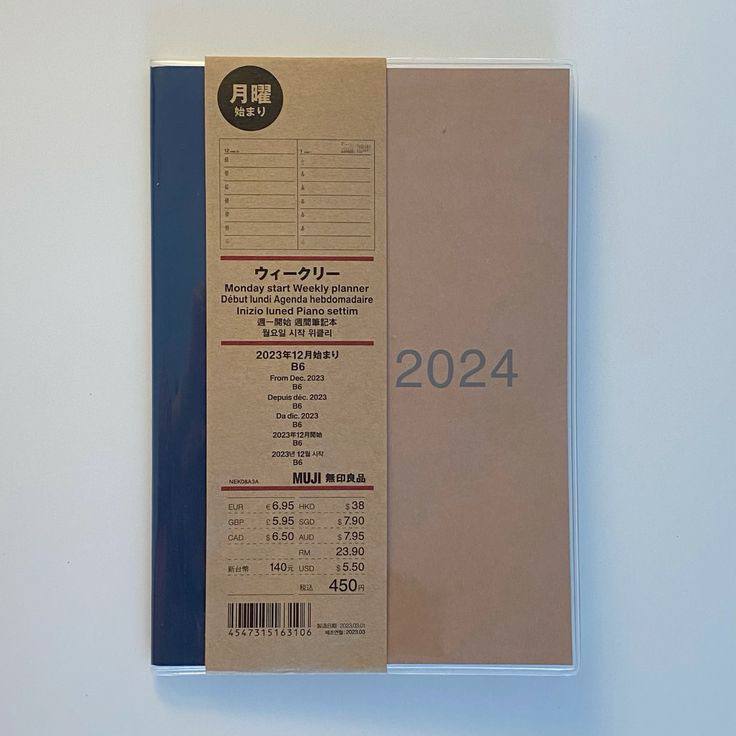 月曜
始まり
ウィークリー
Monday start Weekly planner
Début lundi Agenda hebdomadaire
Inizio luned Piano settim
週一開始 週間筆記本
월요일 시작 위클리
2023年12月始まり
B6
From Dec. 2023
B6
Depuis déc. 2023
B6
Da dic. 2023
B6
2023年12月開始
B6
2023년 12월 시작
B6
NEK08A3A MUJI 無印良品
2024
EUR € 6.95 HKD $ 38
GBP £ 5.95 SGD $ 7.90
CAD $ 6.50 AUD $ 7.95
RM 23.90
新台幣 140元 USD $ 5.50
税込 450円
4547315163106
製造日期 2023.03.01
제조연월: 2023.03